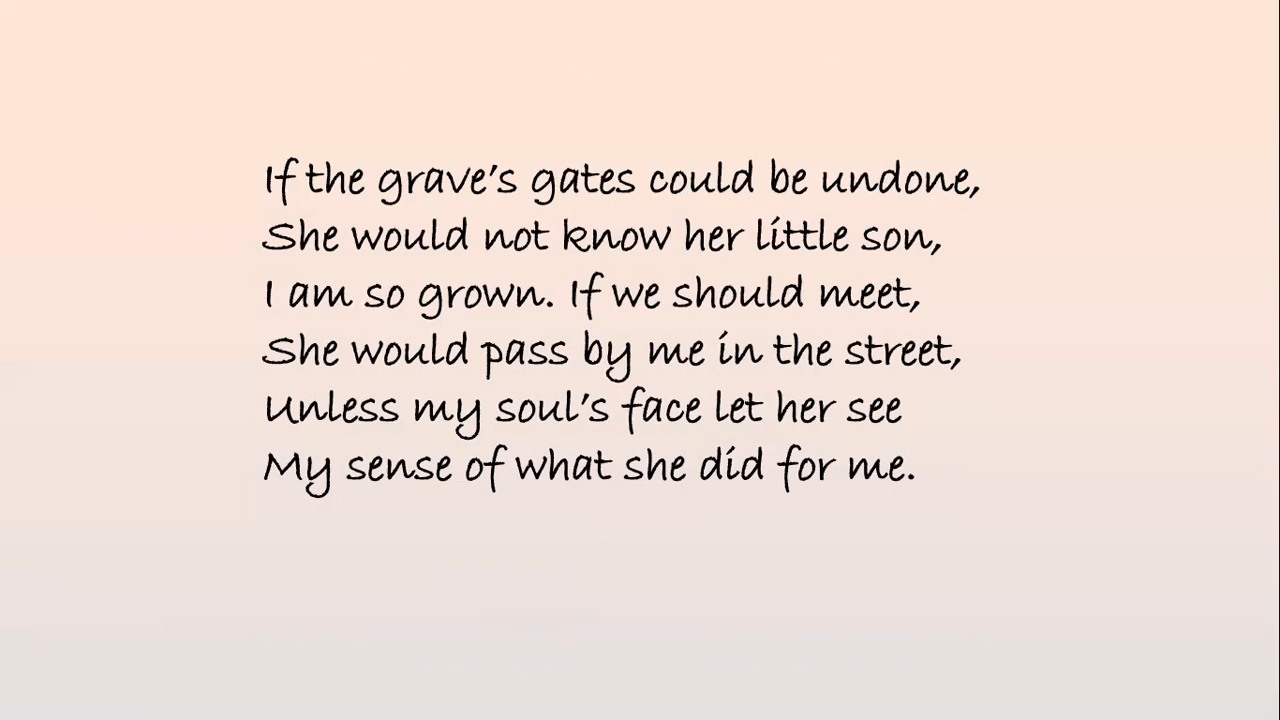 If the grave’s gates could be undone,
She would not know her little son,
I am so grown. If we should meet,
She would pass by me in the street,
Unless my soul’s face let her see
My sense of what she did for me.